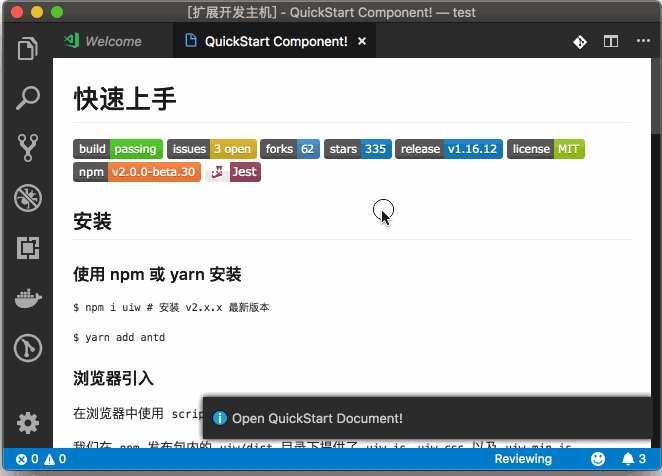 [扩展开发主机] - QuickStart Component! — test
Welcome
QuickStart Component!
快速上手
build passing issues 3 open forks 62 stars 335 release v1.16.12 license MIT
npm v2.0.0-beta.30 Jest
安装
使用 npm 或 yarn 安装
$ npm i uiw # 安装 v2.x.x 最新版本
$ yarn add antd
浏览器引入
在浏览器中使用 scrip
Open QuickStart Document!
我们在 npm 发布包内的 uiw/dist 目录下提供了 uiw.js uiw.css 以及 uiw.min.js
0 0 Reviewing 3